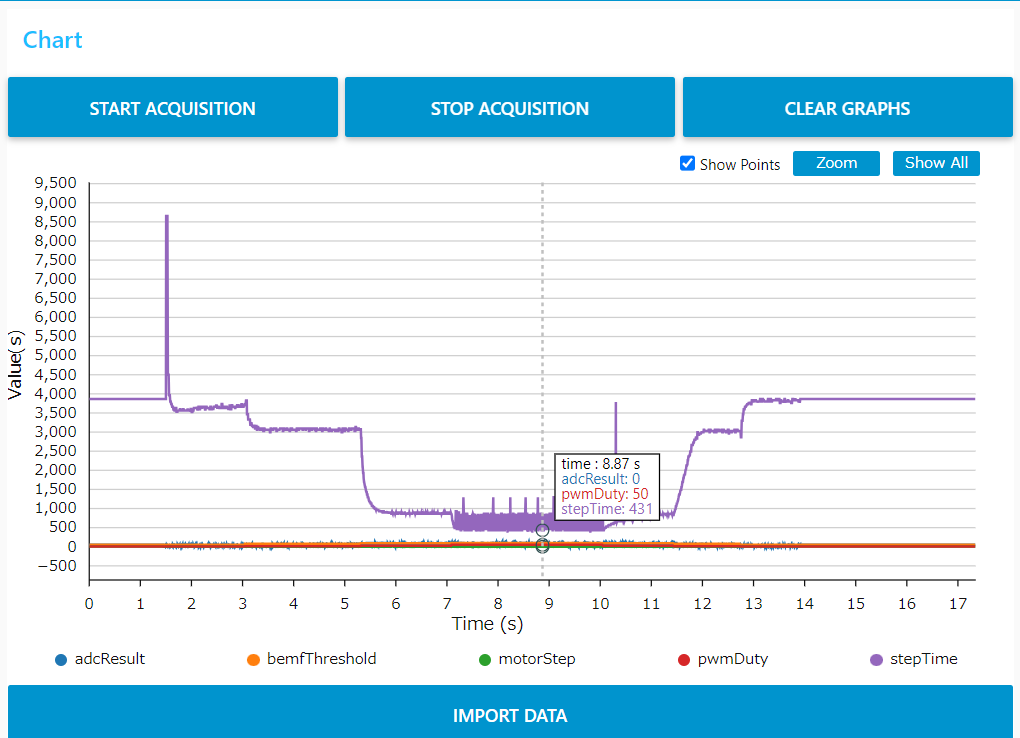 Chart
START ACQUISITION STOP ACQUISITION CLEAR GRAPHS
Show Points Zoom Show All
9,500
9,000
8,500
8,000
7,500
7,000
6,500
6,000
5,500
5,000
4,500
4,000
3,500
3,000
2,500
2,000
1,500
1,000
500
0
−500
Value(s)
time : 8.87 s
adcResult: 0
pwmDuty: 50
stepTime: 431
0 1 2 3 4 5 6 7 8 9 10 11 12 13 14 15 16 17
Time (s)
adcResult bemfThreshold motorStep pwmDuty stepTime
IMPORT DATA